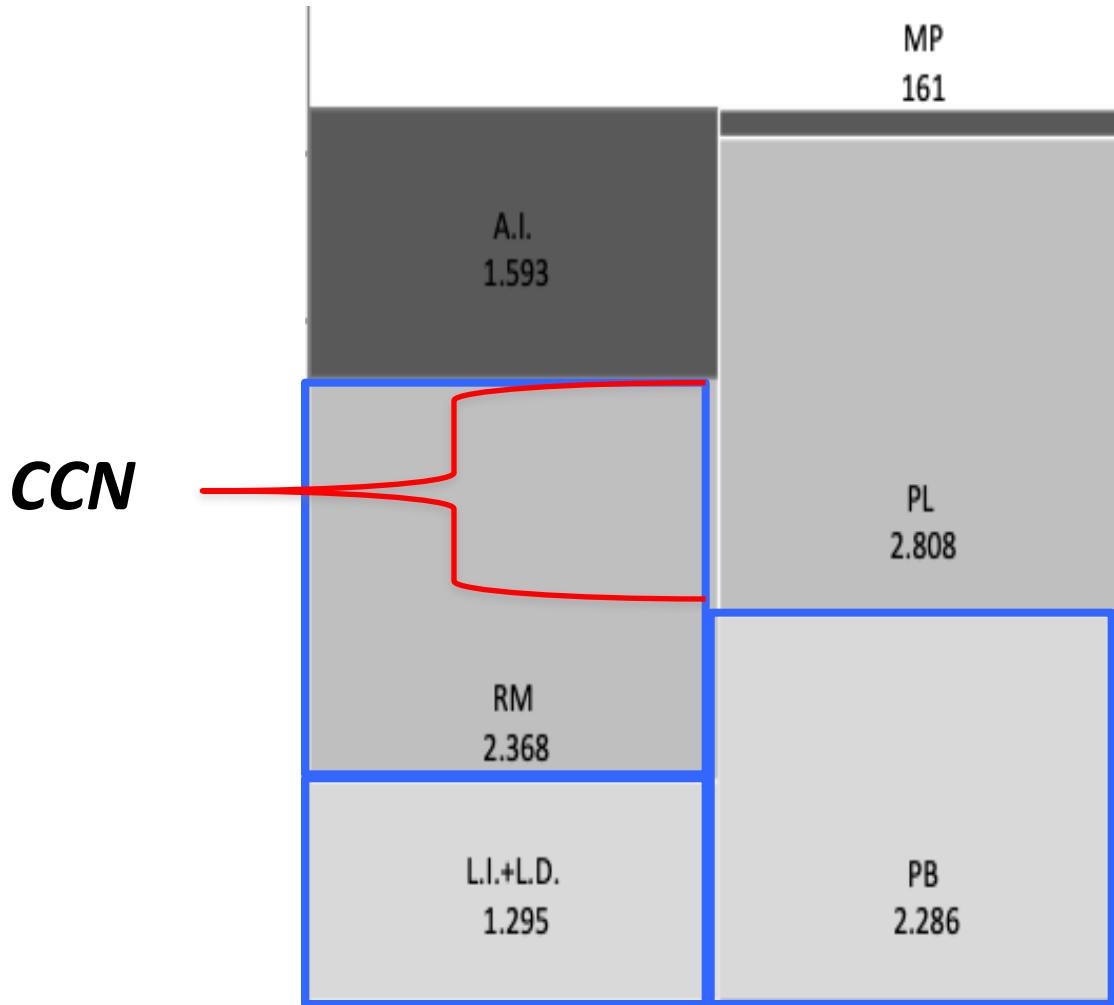 MP
161
A.I.
1.593
CCN
PL
2.808
RM
2.368
L.I.+L.D.
1.295
PB
2.286